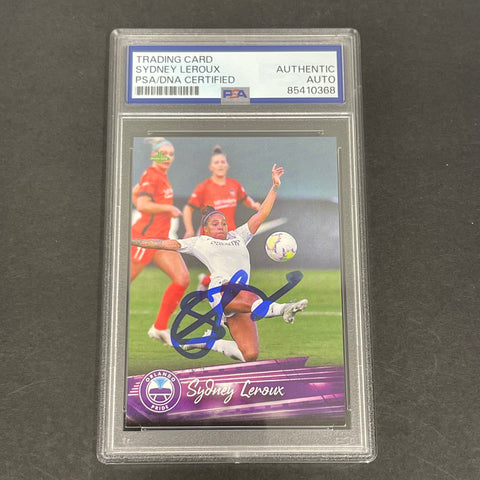 TRADING CARD
SYDNEY LEROUX
PSA/DNA CERTIFIED
AUTHENTIC
AUTO
85410368
PSA
ORLANDO
PRIDE
Sydney Leroux